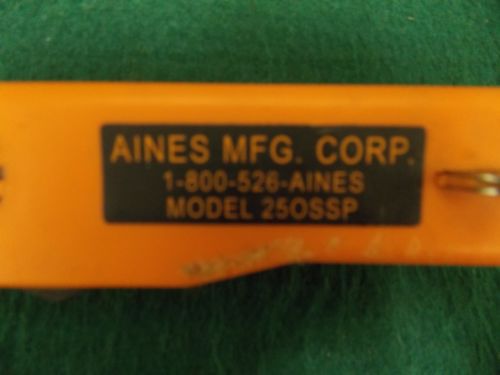 AINES MFG. CORP.
1-800-526-AINES
MODEL 25OSSP